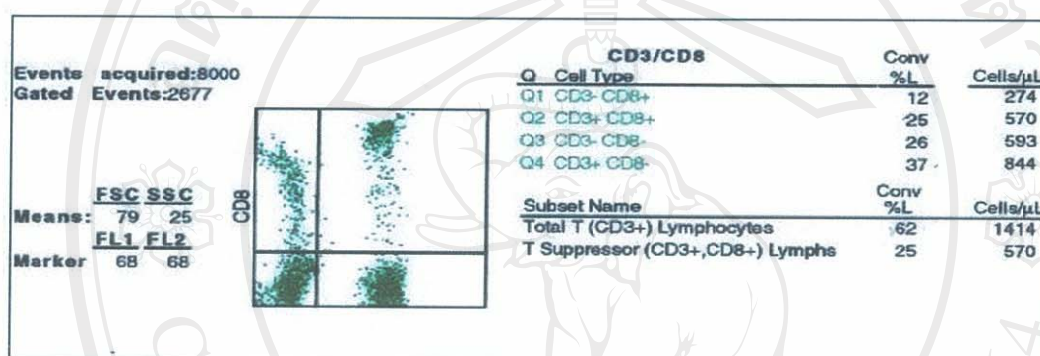 Events acquired:8000
Gated Events:2677
FSC SSC
Means: 79 25
FL1 FL2
Marker 68 68
CD8
CD3/CD8
Q Cell Type Conv %L Cells/µL
Q1 CD3- CD8+ 12 274
Q2 CD3+ CD8+ 25 570
Q3 CD3- CD8- 26 593
Q4 CD3+ CD8- 37 844
Subset Name Conv %L Cells/µL
Total T (CD3+) Lymphocytes 62 1414
T Suppressor (CD3+,CD8+) Lymphs 25 570